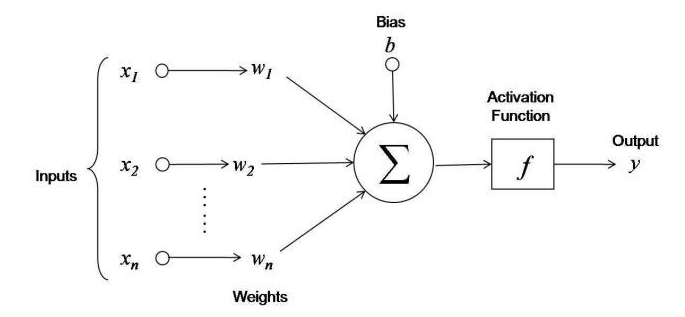 Bias
b
x1 w1
Activation
Function
Output
Inputs
x2 w2
∑
f
y
xn wn
Weights